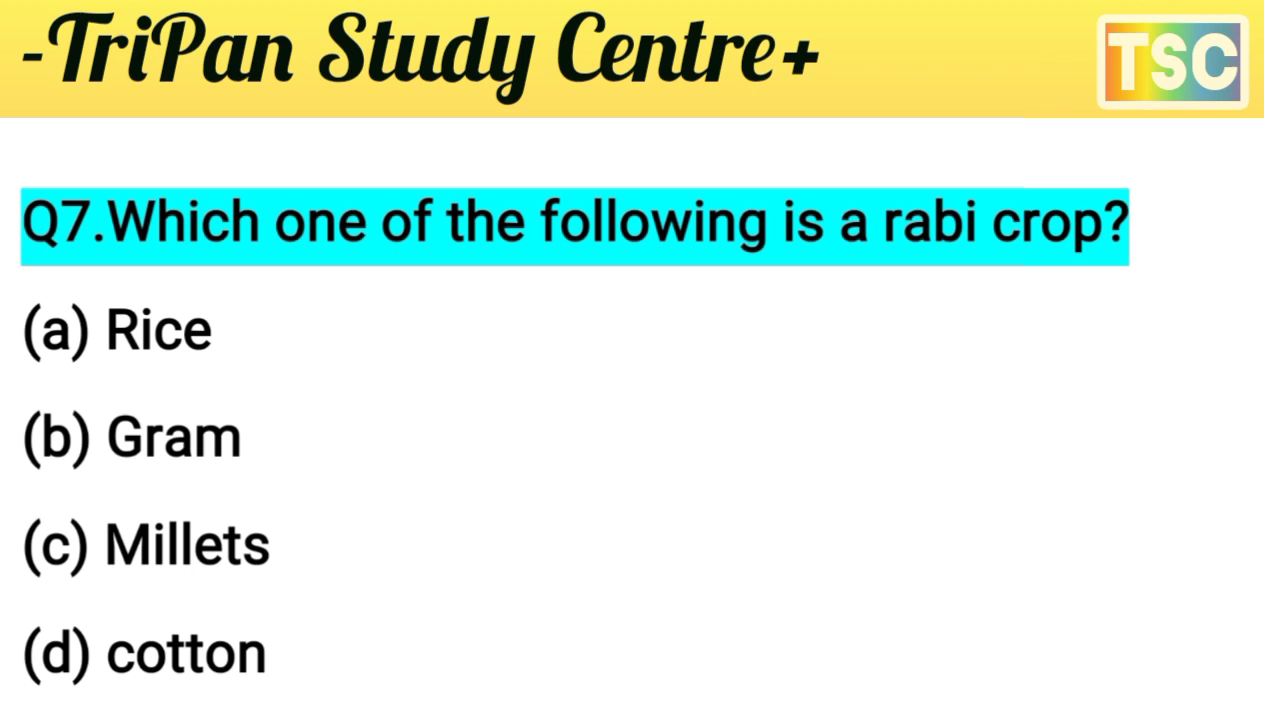 -TriPan Study Centre+
TSC
Q7.Which one of the following is a rabi crop?
(a) Rice
(b) Gram
(c) Millets
(d) cotton